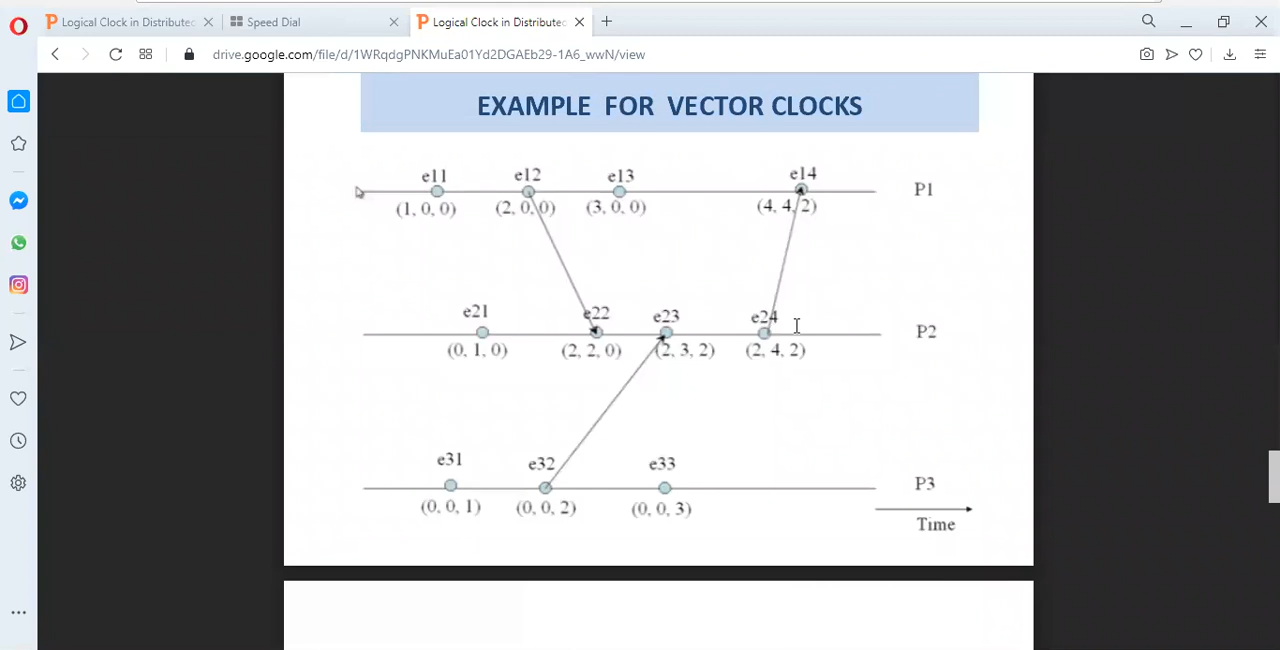 Logical Clock in Distributed
Speed Dial
Logical Clock in Distributed
drive.google.com/file/d/1WRqdgPNKMuEa01Yd2DGAEb29-1A6_wwN/view
EXAMPLE FOR VECTOR CLOCKS
e11 e12 e13 e14
P1
(1, 0, 0) (2, 0, 0) (3, 0, 0) (4, 4, 2)
e21 e22 e23 e24
P2
(0, 1, 0) (2, 2, 0) (2, 3, 2) (2, 4, 2)
e31 e32 e33
P3
(0, 0, 1) (0, 0, 2) (0, 0, 3)
Time